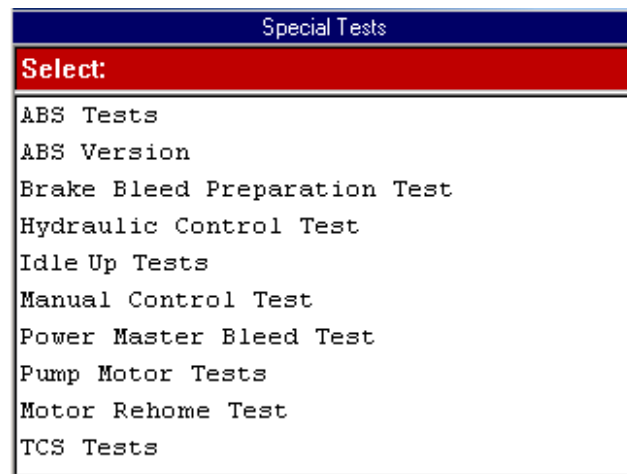 Special Tests
Select:
ABS Tests
ABS Version
Brake Bleed Preparation Test
Hydraulic Control Test
Idle Up Tests
Manual Control Test
Power Master Bleed Test
Pump Motor Tests
Motor Rehome Test
TCS Tests